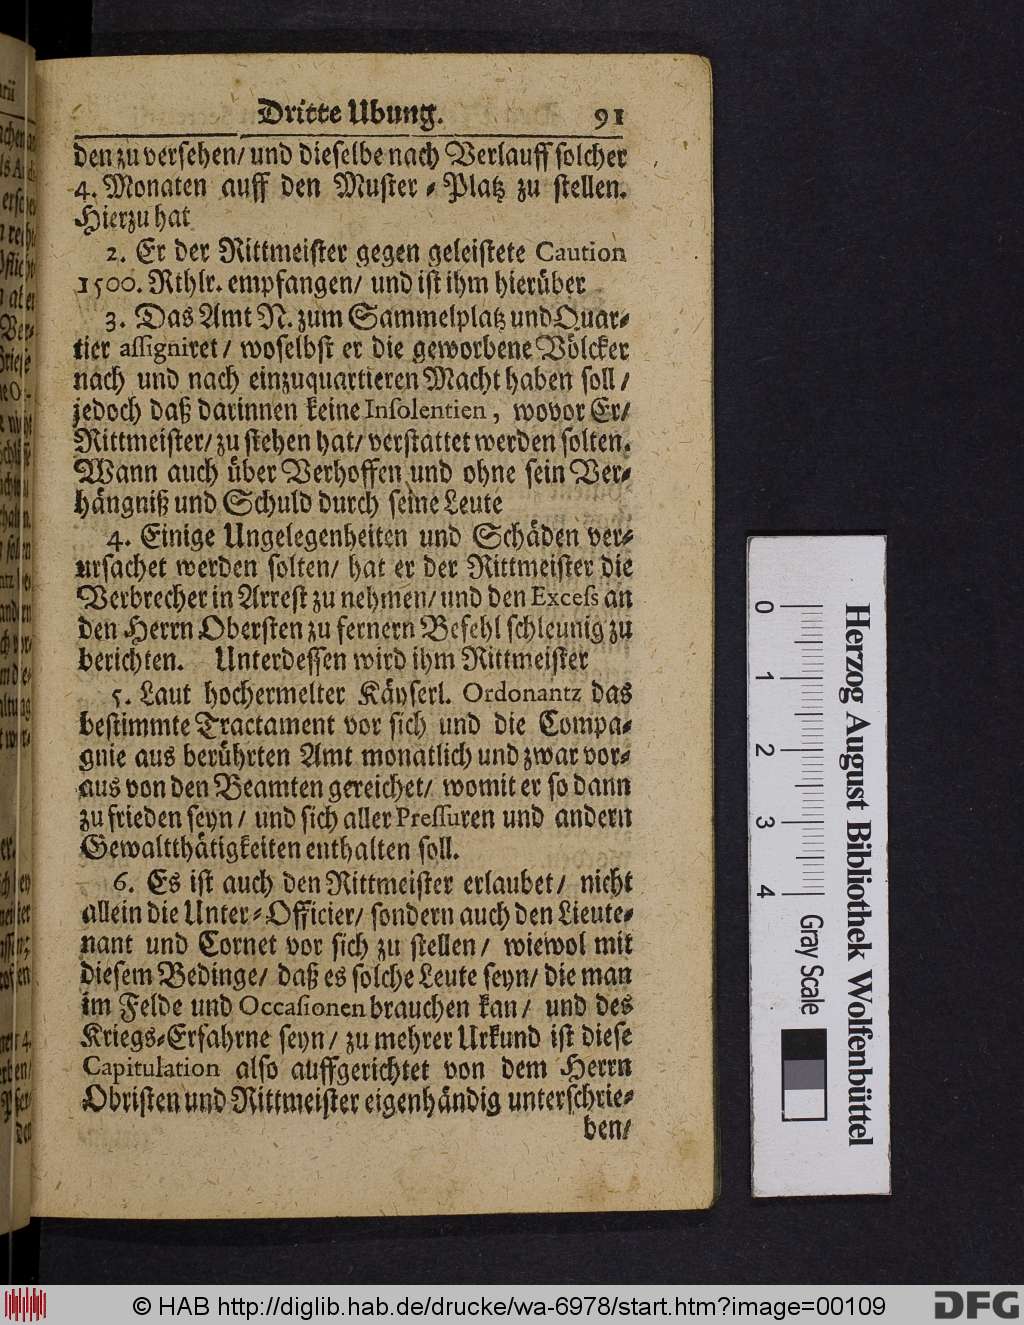 Dritte Ubung. 91
den zu versehen/ und dieselbe nach Verlauff solcher
4. Monaten auff den Muster-Platz zu stellen.
Hierzu hat
2. Er der Rittmeister gegen geleistete Caution
1500. Rthlr. empfangen/ und ist ihm hierüber
3. Das Amt N. zum Sammelplatz und Quar-
tier assigniret/ woselbst er die geworbene Völcker
nach und nach einzuquartieren Macht haben soll/
jedoch daß darinnen keine Insolentien, wovor Er/
Rittmeister/ zu stehen hat/ verstattet werden solten.
Wann auch über Verhoffen und ohne sein Ver-
hängniß und Schuld durch seine Leute
4. Einige Ungelegenheiten und Schäden ver-
ursachet werden solten/ hat er der Rittmeister die
Verbrecher in Arrest zu nehmen/ und den Excess an
den Herrn Obersten zu fernern Befehl schleunig zu
berichten. Unterdessen wird ihm Rittmeister
5. Laut hochermelter Käyserl. Ordonantz das
bestimmte Tractament vor sich und die Compa-
gnie aus berührten Amt monatlich und zwar vor-
aus von den Beamten gereichet/ womit er so dann
zu frieden seyn/ und sich aller Pressuren und andern
Gewaltthätigkeiten enthalten soll.
6. Es ist auch den Rittmeister erlaubet/ nicht
allein die Unter-Officier/ sondern auch den Lieute-
nant und Cornet vor sich zu stellen/ wiewol mit
diesem Bedinge/ daß es solche Leute seyn/ die man
im Felde und Occasionen brauchen kan/ und des
Kriegs-Erfahrne seyn/ zu mehrer Urkund ist diese
Capitulation also auffgerichtet von dem Herrn
Obristen und Rittmeister eigenhändig unterschrie-
ben/
0 1 2 3 4
Gray Scale
Herzog August Bibliothek Wolfenbüttel
© HAB http://diglib.hab.de/drucke/wa-6978/start.htm?image=00109
DFG